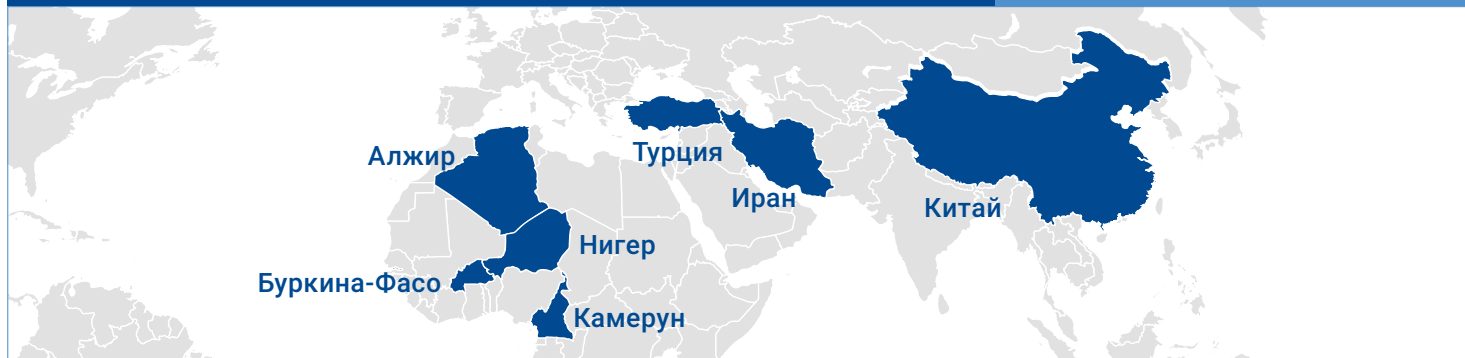 Алжир
Турция
Иран
Китай
Нигер
Буркина-Фасо
Камерун